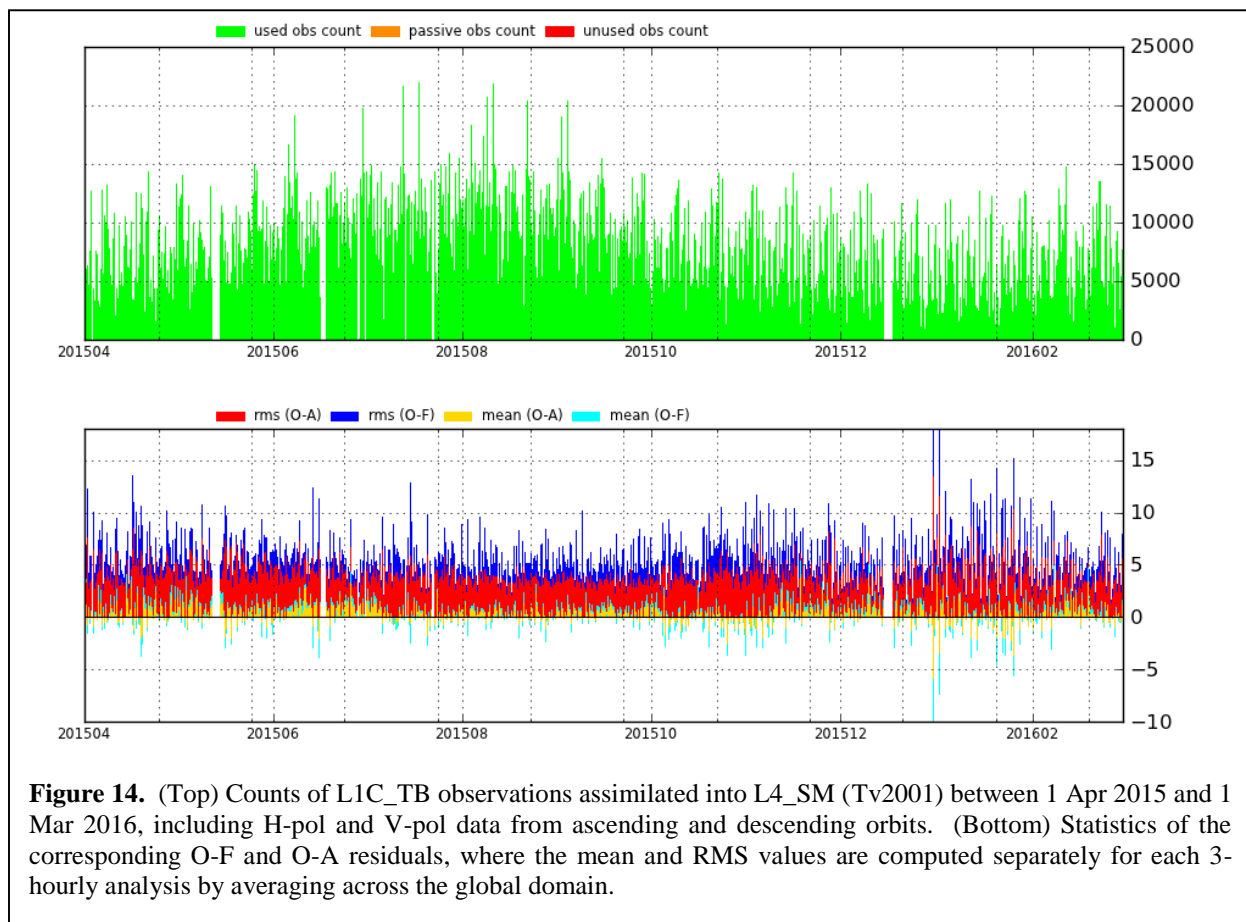 used obs count passive obs count unused obs count
25000
20000
15000
10000
5000
0
201504 201506 201508 201510 201512 201602
rms (O-A) rms (O-F) mean (O-A) mean (O-F)
15
10
5
0
−5
−10
201504 201506 201508 201510 201512 201602
Figure 14. (Top) Counts of L1C_TB observations assimilated into L4_SM (Tv2001) between 1 Apr 2015 and 1
Mar 2016, including H-pol and V-pol data from ascending and descending orbits. (Bottom) Statistics of the
corresponding O-F and O-A residuals, where the mean and RMS values are computed separately for each 3-
hourly analysis by averaging across the global domain.